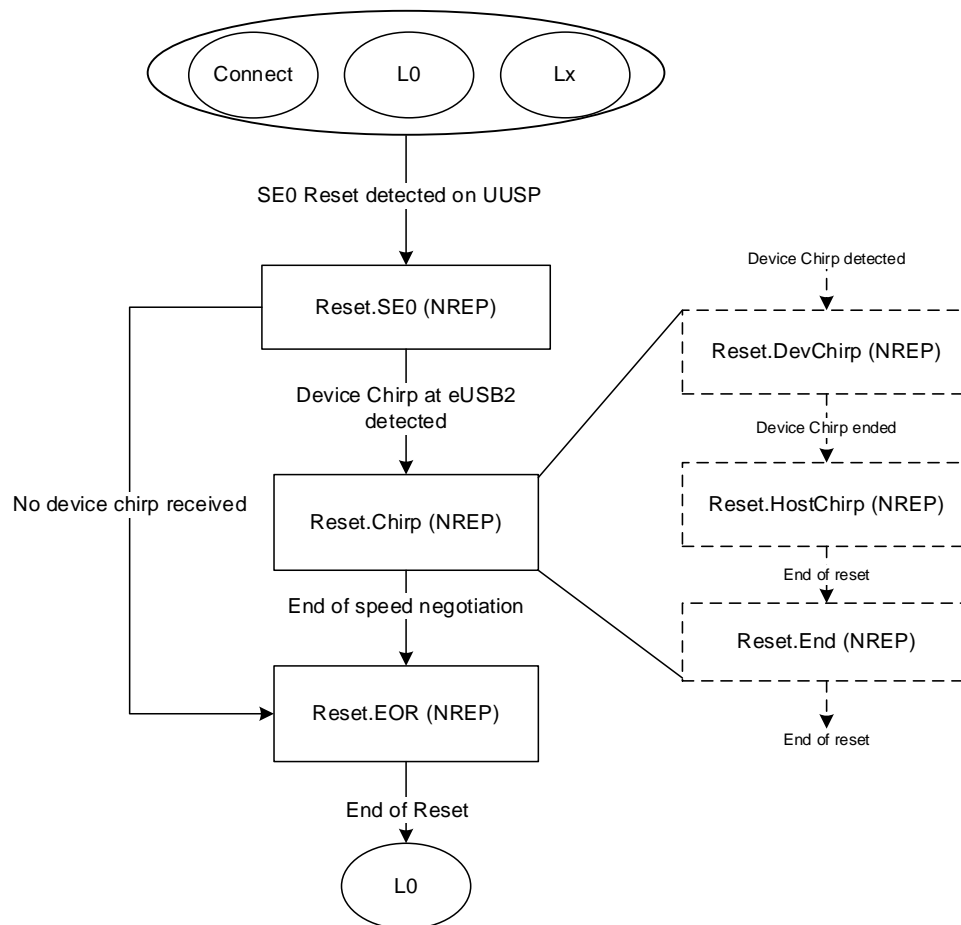 Connect
L0
Lx
SE0 Reset detected on UUSP
Reset.SE0 (NREP)
Device Chirp at eUSB2
detected
No device chirp received
Reset.Chirp (NREP)
End of speed negotiation
Reset.EOR (NREP)
End of Reset
L0
Device Chirp detected
Reset.DevChirp (NREP)
Device Chirp ended
Reset.HostChirp (NREP)
End of reset
Reset.End (NREP)
End of reset